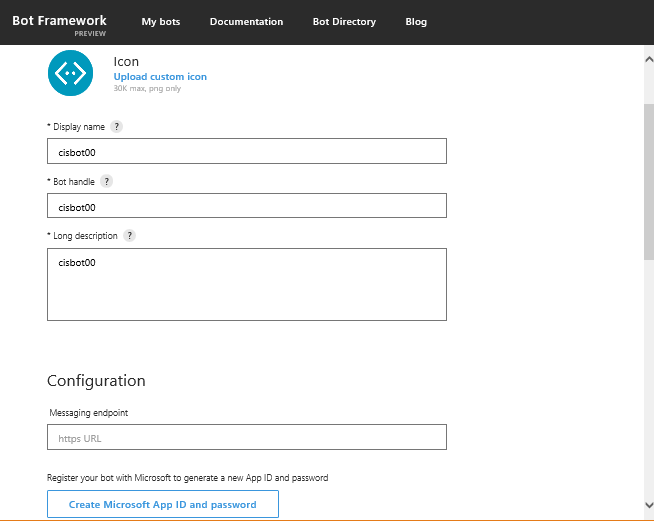 Bot Framework My bots Documentation Bot Directory Blog
PREVIEW
Icon
Upload custom icon
30K max, png only
* Display name ?
cisbot00
* Bot handle ?
cisbot00
* Long description ?
cisbot00
Configuration
Messaging endpoint
https URL
Register your bot with Microsoft to generate a new App ID and password
Create Microsoft App ID and password